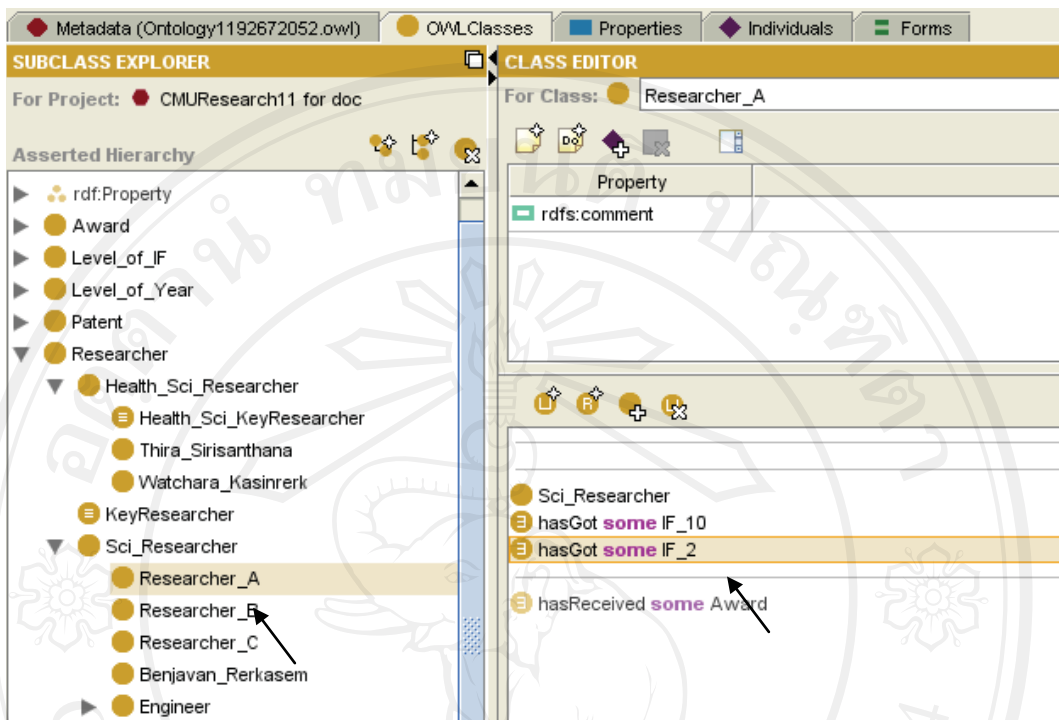 Metadata (Ontology1192672052.owl)
OWLClasses
Properties
Individuals
Forms
SUBCLASS EXPLORER
For Project: CMUResearch11 for doc
Asserted Hierarchy
rdf:Property
Award
Level_of_IF
Level_of_Year
Patent
Researcher
Health_Sci_Researcher
Health_Sci_KeyResearcher
Thira_Sirisanthana
Watchara_Kasinrerk
KeyResearcher
Sci_Researcher
Researcher_A
Researcher_B
Researcher_C
Benjavan_Rerkasem
Engineer
CLASS EDITOR
For Class: Researcher_A
Property
rdfs:comment
Sci_Researcher
hasGot some IF_10
hasGot some IF_2
hasReceived some Award